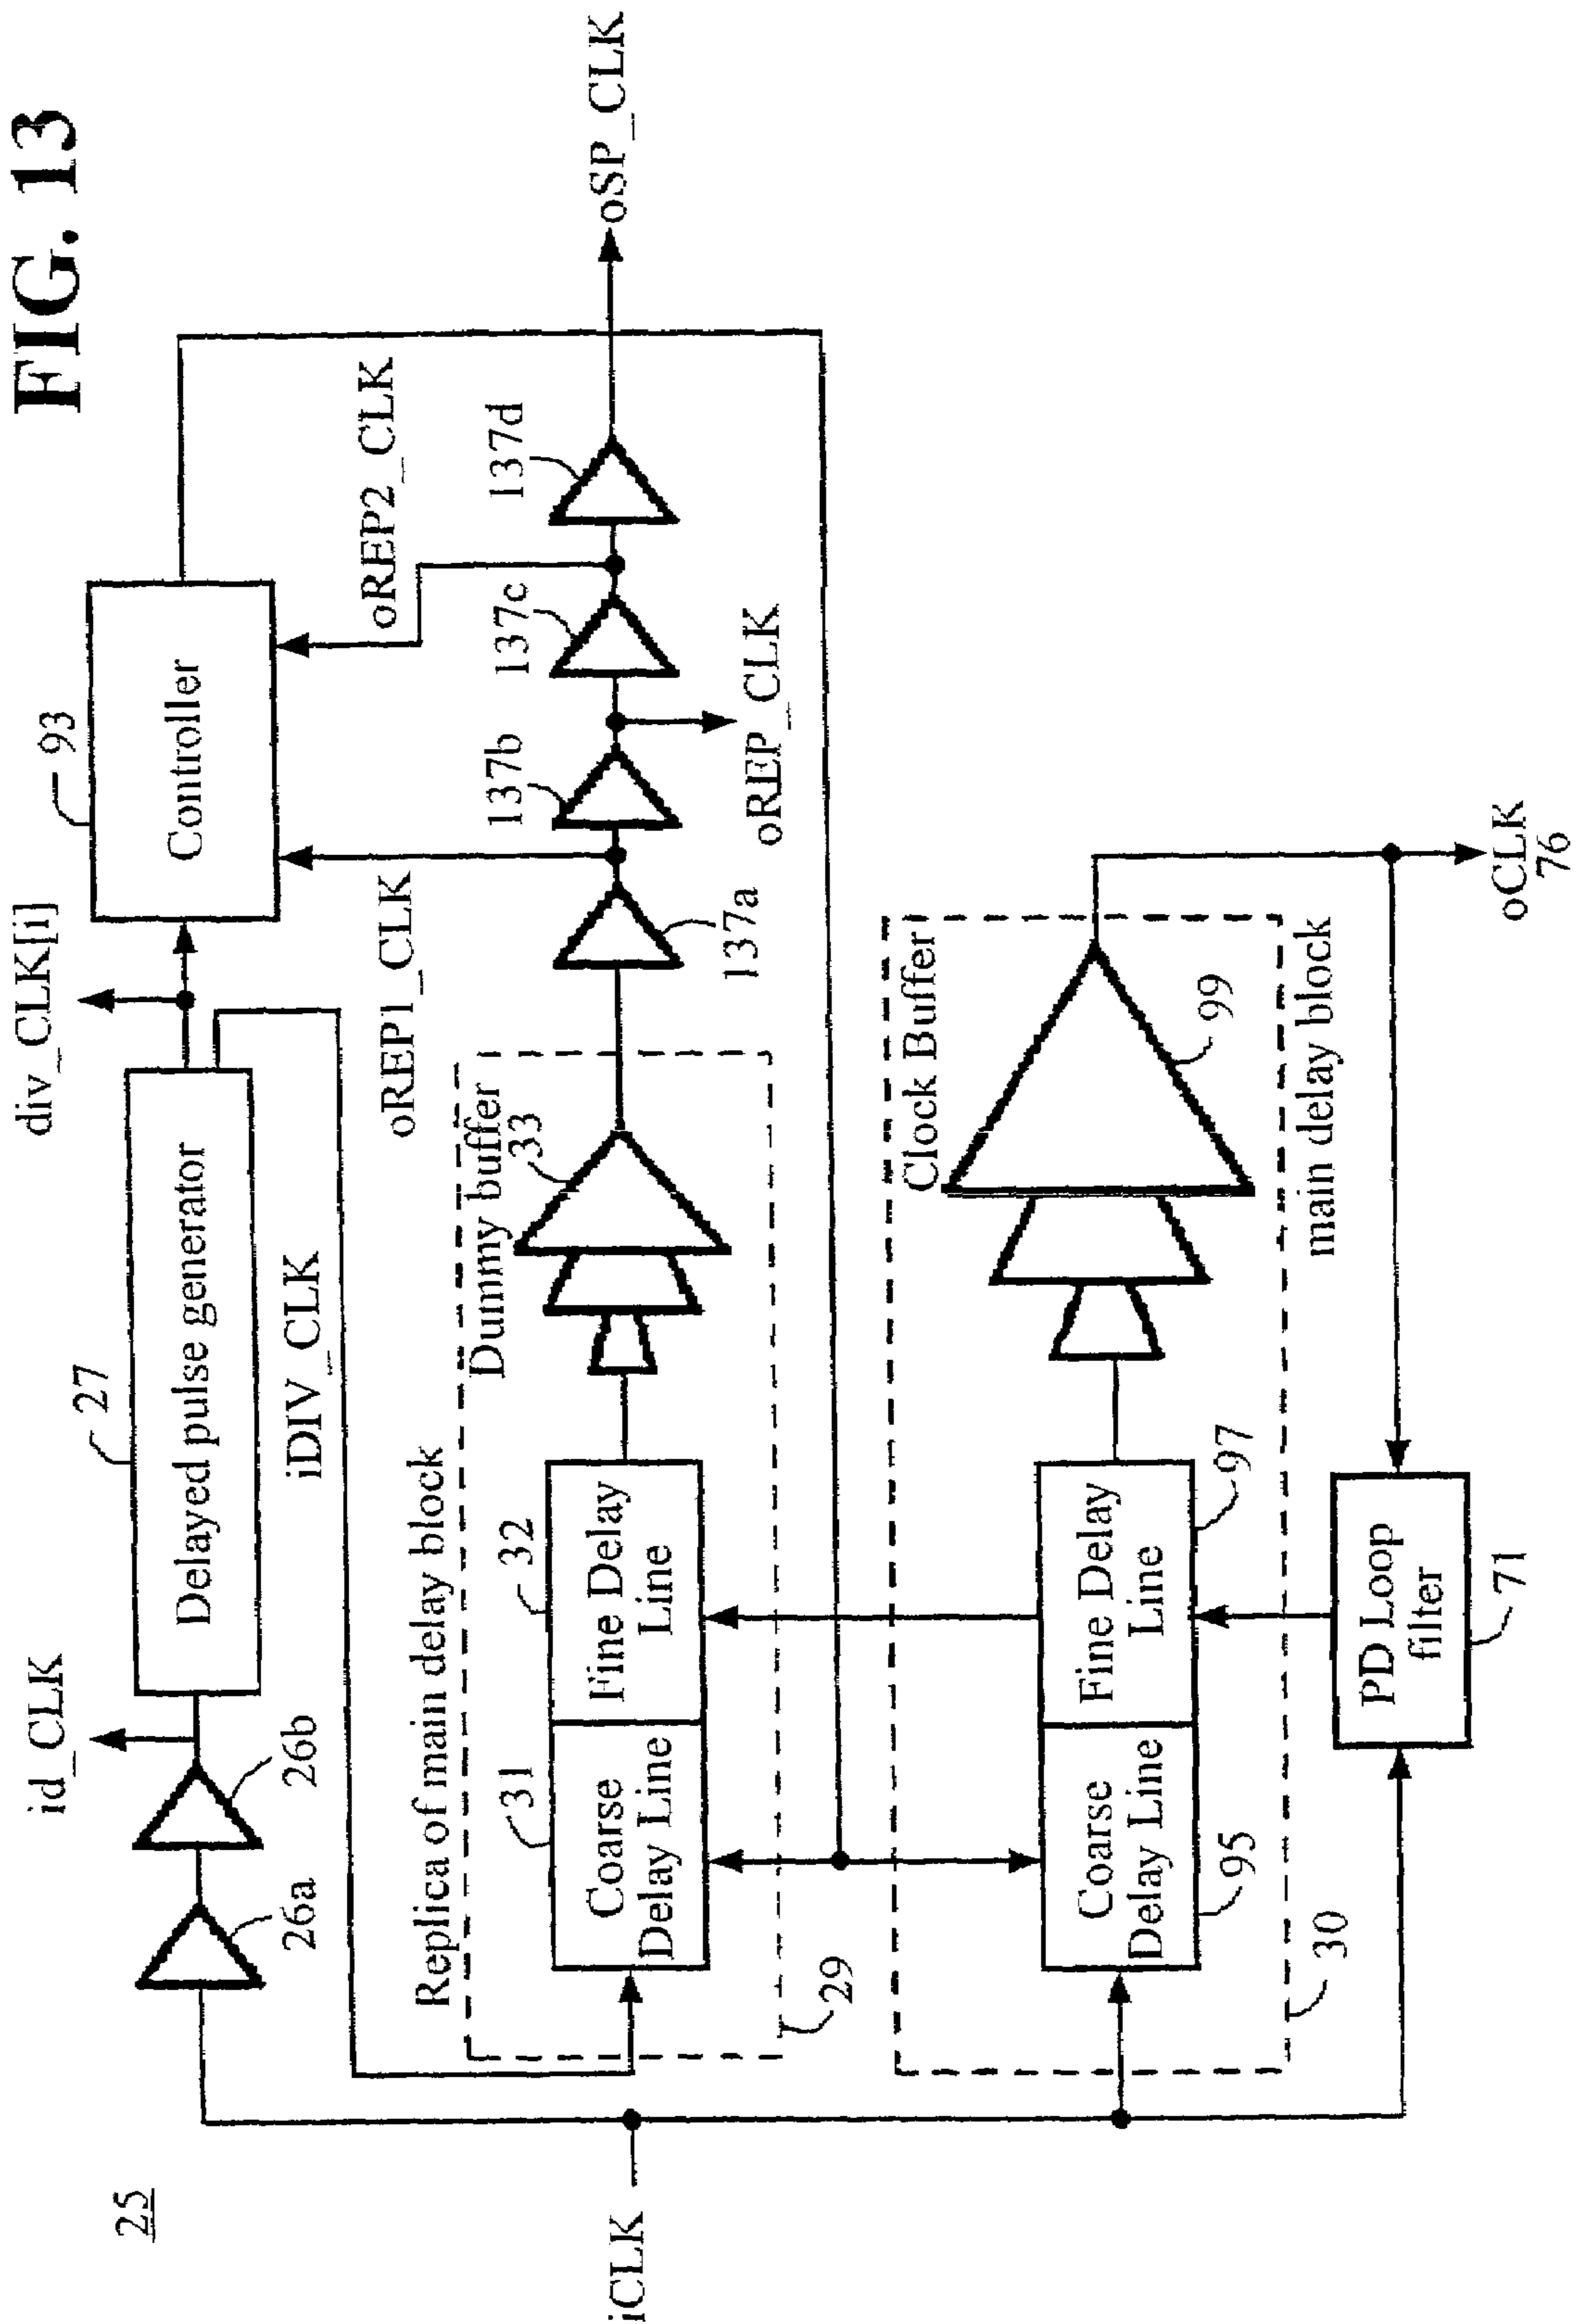 FIG. 13
25
iCLK
id_CLK
26a
26b
27
Delayed pulse generator
iDIV_CLK
div_CLK[i]
93
Controller
oREP1_CLK
oREP2_CLK
137a
137b
137c
137d
oREP_CLK
oSP_CLK
Replica of main delay block
31
Coarse
Delay Line
32
Fine Delay
Line
Dummy buffer
33
29
Coarse
Delay Line
95
Fine Delay
Line
97
Clock Buffer
99
main delay block
30
PD Loop
filter
71
oCLK
76